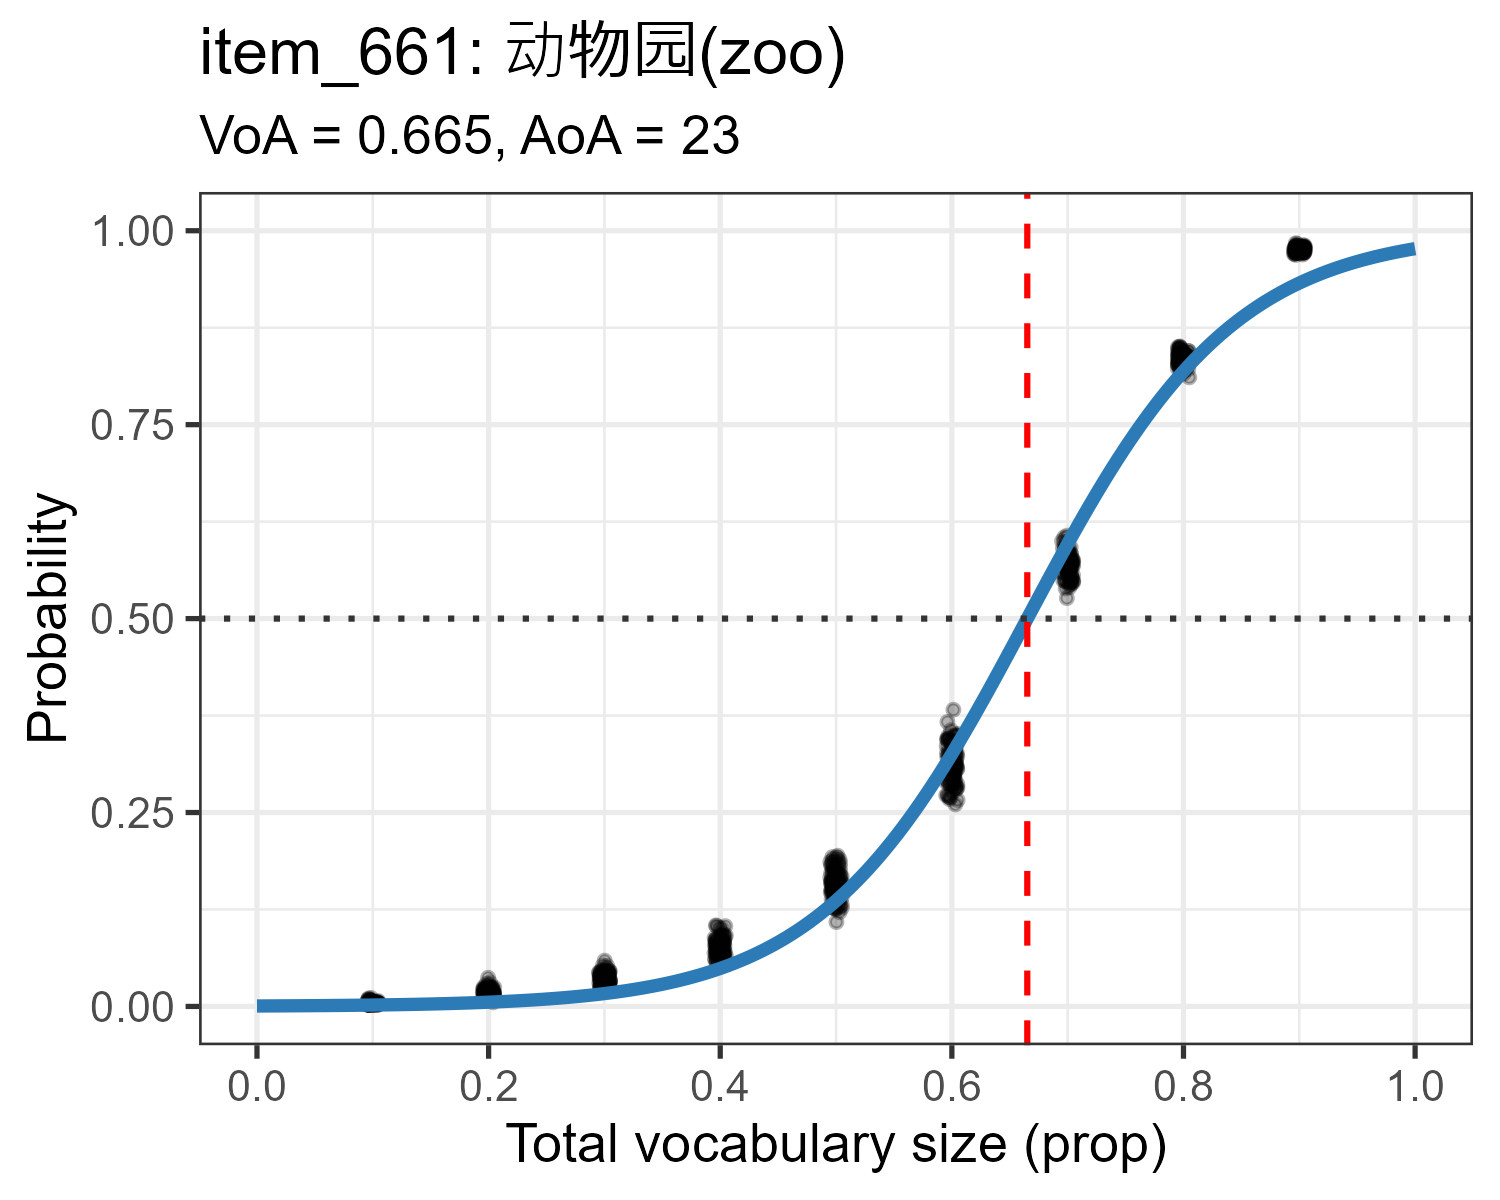 item_661: 动物园(zoo)
VoA = 0.665, AoA = 23
1.00
0.75
0.50
0.25
0.00
Probability
0.0 0.2 0.4 0.6 0.8 1.0
Total vocabulary size (prop)